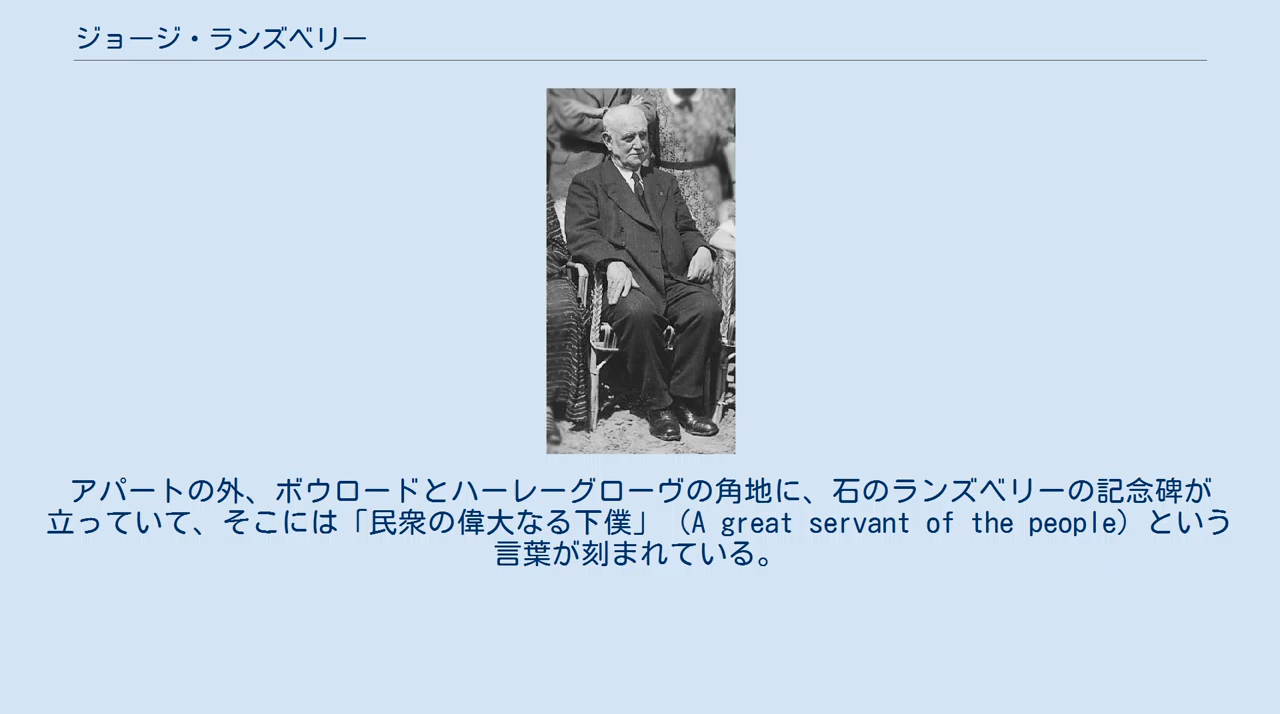 ジョージ・ランズベリー
アパートの外、ボウロードとハーレーグローヴの角地に、石のランズベリーの記念碑が
立っていて、そこには「民衆の偉大なる下僕」（A great servant of the people）という
言葉が刻まれている。